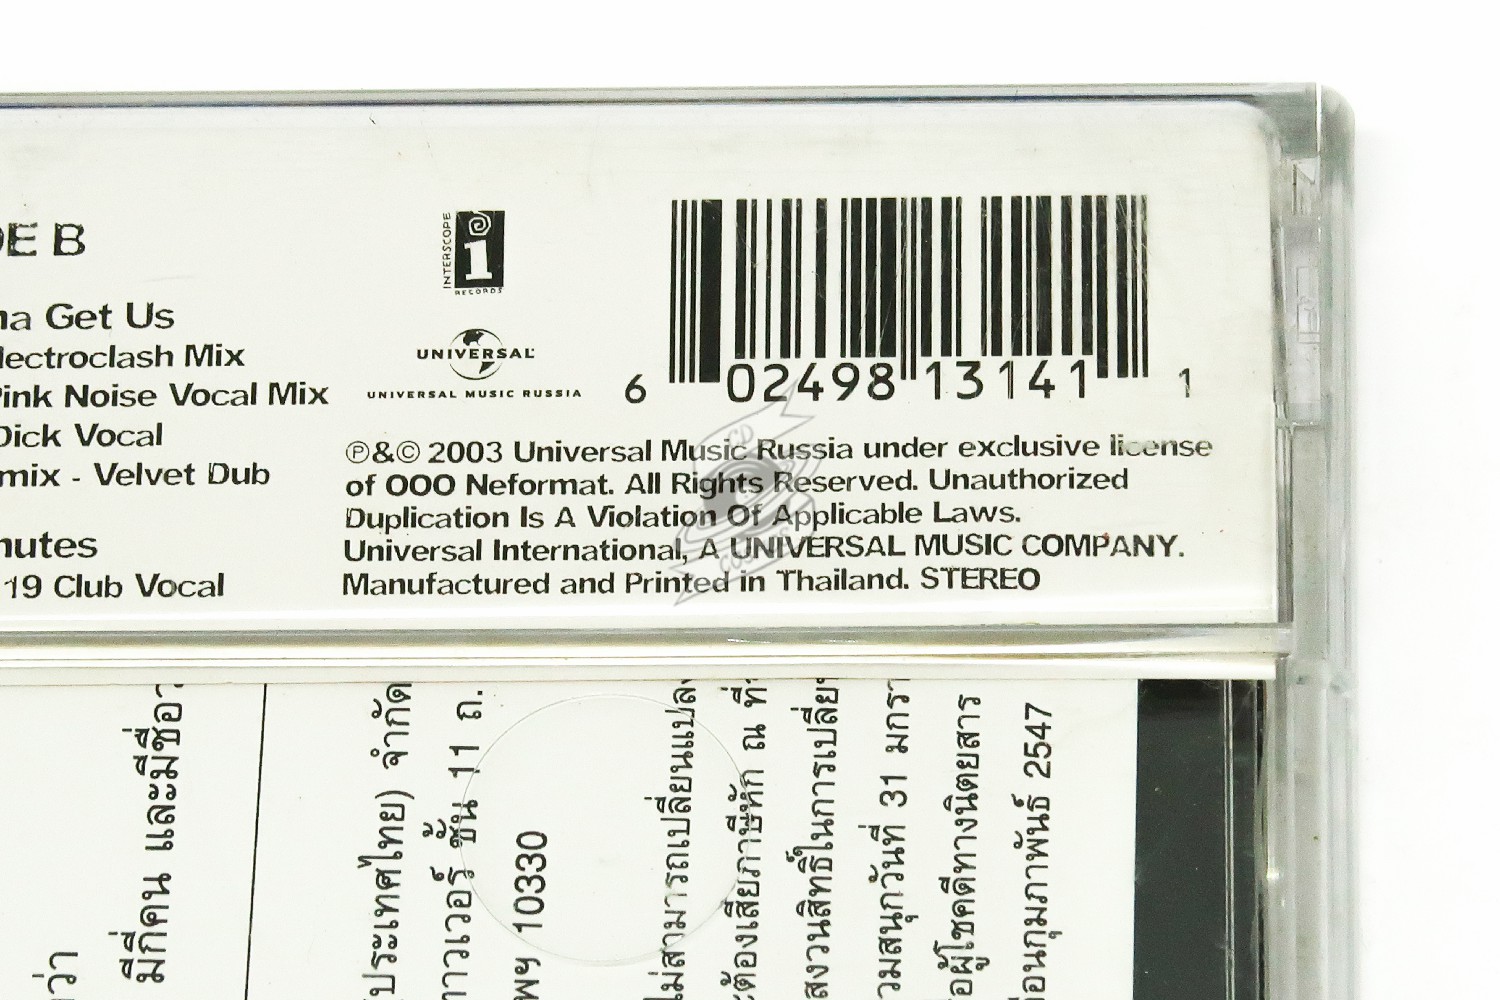 DE B
na Get Us
lectroclash Mix
Pink Noise Vocal Mix
Dick Vocal
mix - Velvet Dub
nutes
19 Club Vocal
INTERSCOPE
i
RECORDS
UNIVERSAL
UNIVERSAL MUSIC RUSSIA
6 02498 13141 1
℗&© 2003 Universal Music Russia under exclusive license
of OOO Neformat. All Rights Reserved. Unauthorized
Duplication Is A Violation Of Applicable Laws.
Universal International, A UNIVERSAL MUSIC COMPANY.
Manufactured and Printed in Thailand. STEREO
ว่า
มีกี่คน และมีชื่อว
ประเทศไทย) จำกัด
ทาวเวอร์ ชั้น 11 ถ.
เทพฯ 10330
ไม่สามารถเปลี่ยนแปลง
ะต้องเสียภาษีหัก ณ ที่
สงวนสิทธิ์ในการเปลี่ย
วมสนุกวันที่ 31 มกรา
อผู้โชคดีทางนิตยสาร
ือนกุมภาพันธ์ 2547